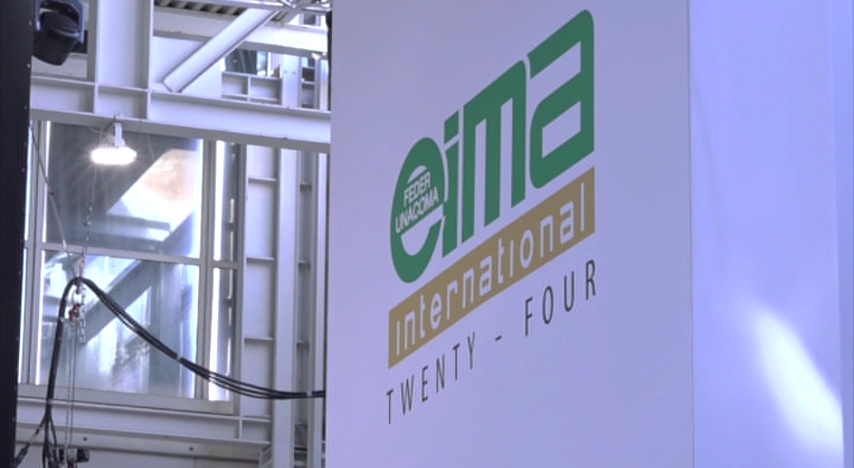 eima
FEDER
UNACOMA
international
TWENTY - FOUR